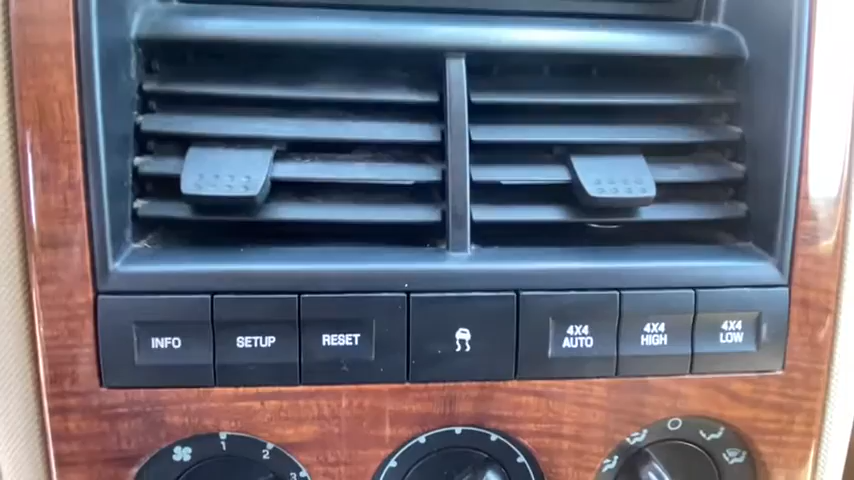 INFO
SETUP
RESET
4X4
AUTO
4X4
HIGH
4X4
LOW
1
2
3